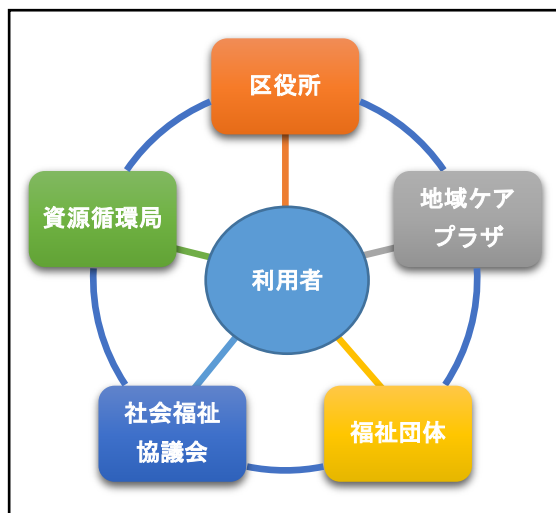 区役所
資源循環局
地域ケア
プラザ
利用者
社会福祉
協議会
福祉団体